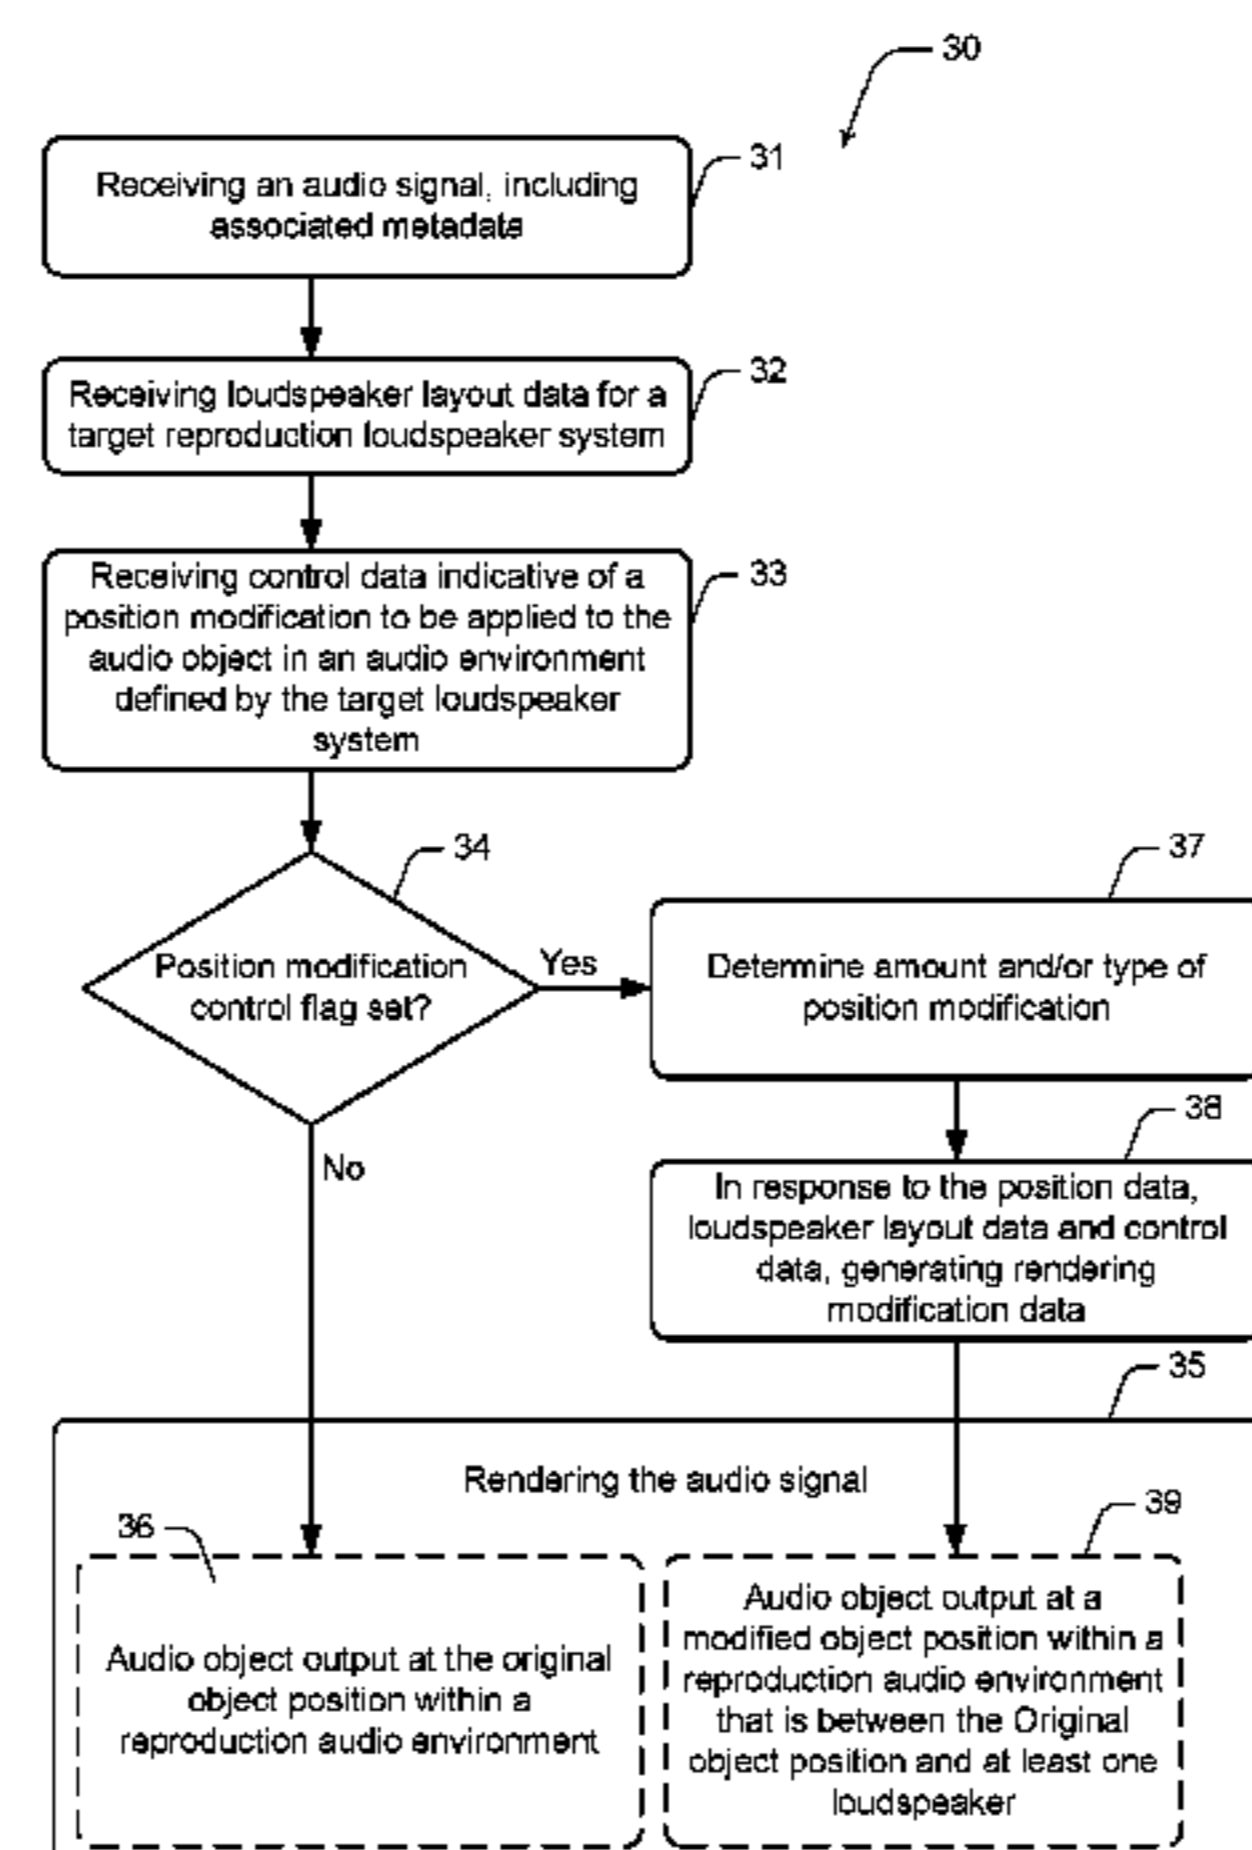 30
31
Receiving an audio signal, including
associated metadata
32
Receiving loudspeaker layout data for a
target reproduction loudspeaker system
33
Receiving control data indicative of a
position modification to be applied to the
audio object in an audio environment
defined by the target loudspeaker
system
34
Position modification
control flag set?
Yes
37
Determine amount and/or type of
position modification
No
38
In response to the position data,
loudspeaker layout data and control
data, generating rendering
modification data
35
Rendering the audio signal
36
Audio object output at the original
object position within a
reproduction audio environment
39
Audio object output at a
modified object position within a
reproduction audio environment
that is between the Original
object position and at least one
loudspeaker